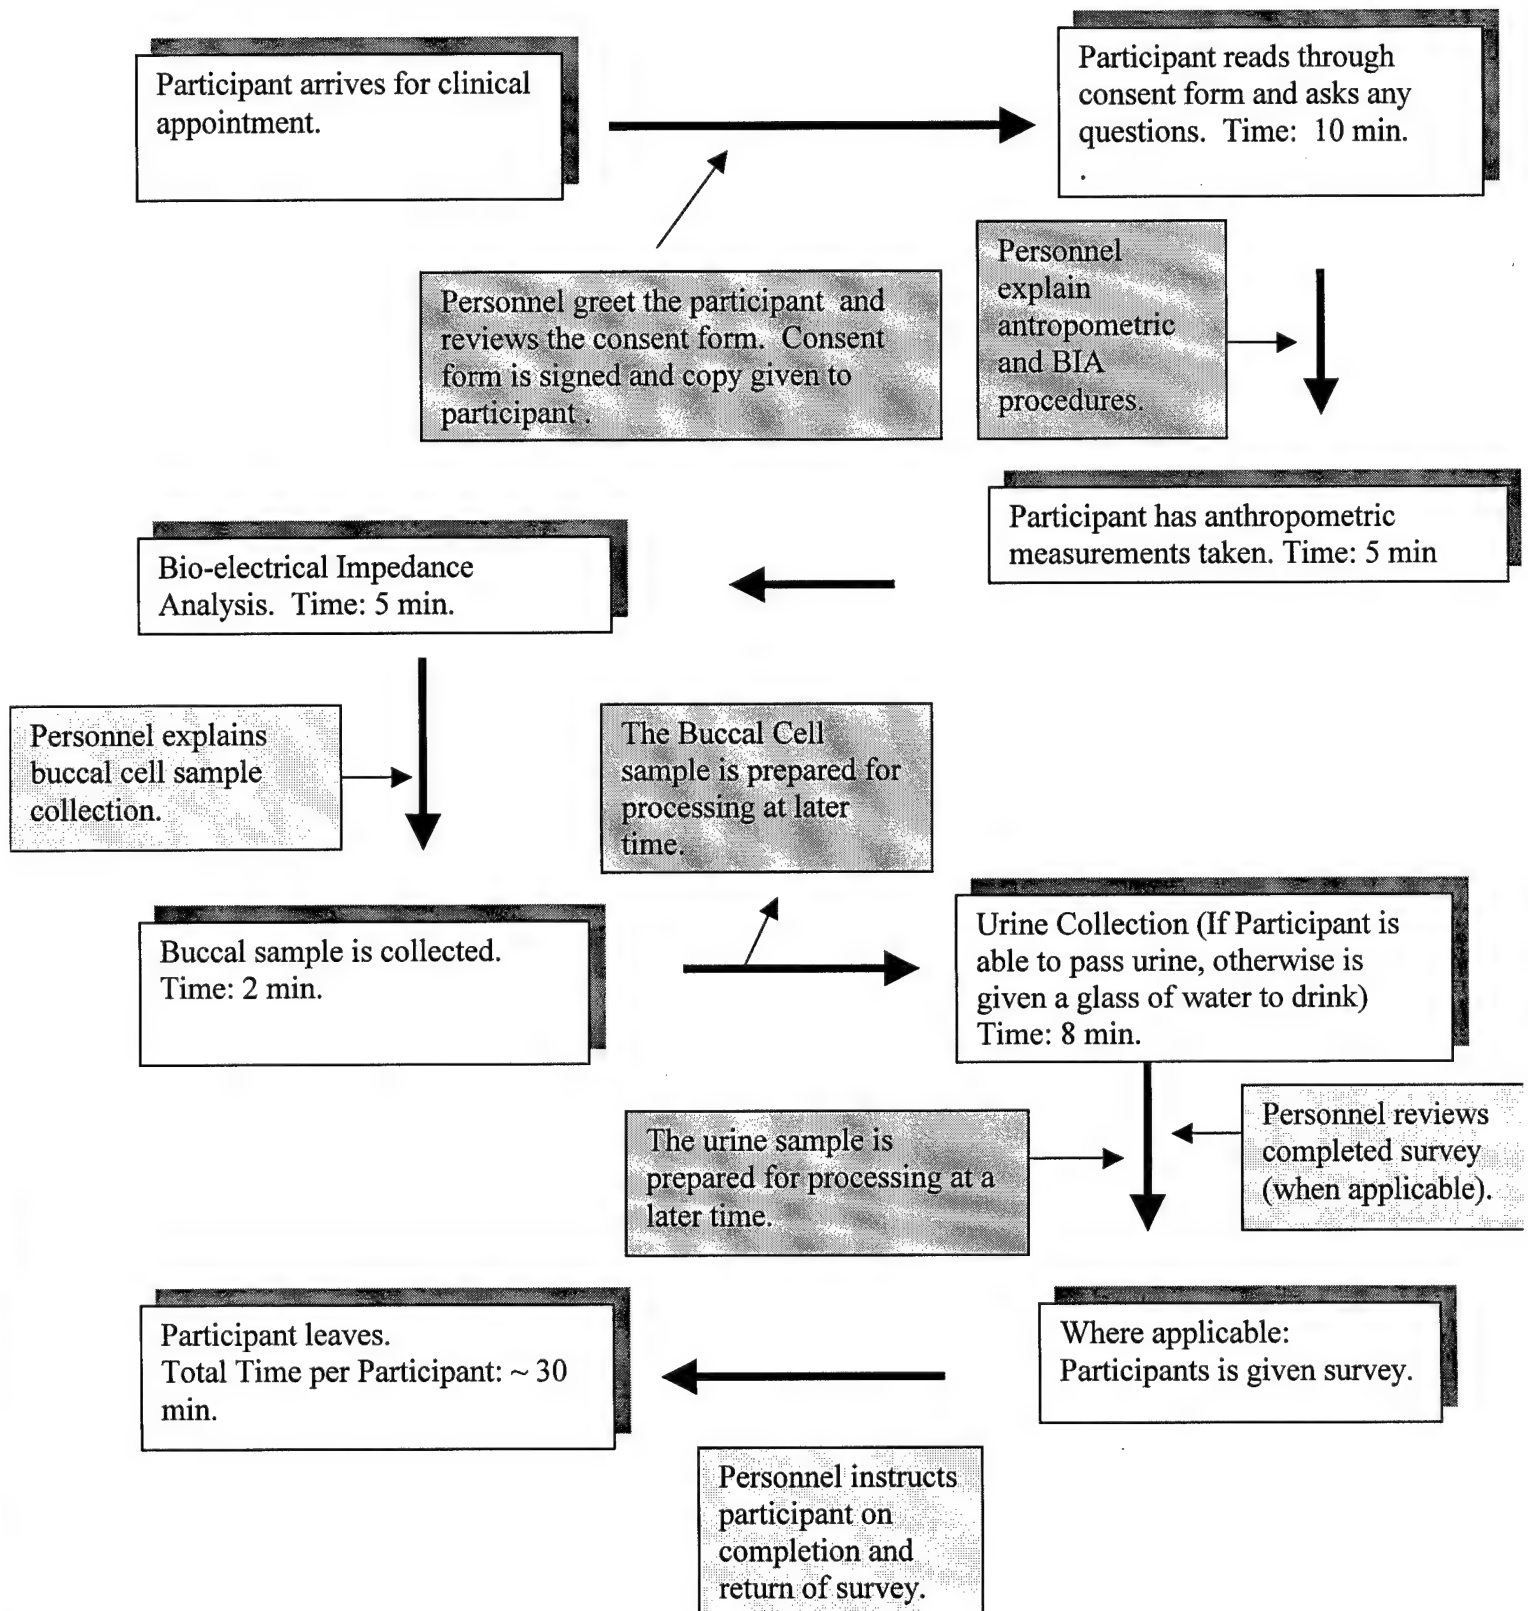 Participant arrives for clinical
appointment.
Participant reads through
consent form and asks any
questions.  Time:  10 min.
.
Personnel greet the participant  and
reviews the consent form.  Consent
form is signed and copy given to
participant .
Personnel
explain
antropometric
and BIA
procedures.
Participant has anthropometric
measurements taken. Time: 5 min
Bio-electrical Impedance
Analysis.  Time: 5 min.
Personnel explains
buccal cell sample
collection.
The Buccal Cell
sample is prepared for
processing at later
time.
Buccal sample is collected.
Time: 2 min.
Urine Collection (If Participant is
able to pass urine, otherwise is
given a glass of water to drink)
Time: 8 min.
The urine sample is
prepared for processing at a
later time.
Personnel reviews
completed survey
(when applicable).
Where applicable:
Participants is given survey.
Participant leaves.
Total Time per Participant: ~ 30
min.
Personnel instructs
participant on
completion and
return of survey.